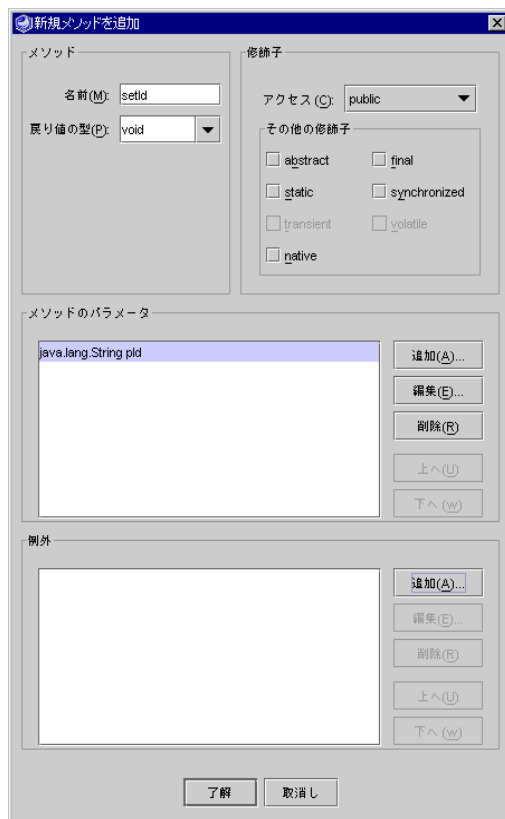 新規メソッドを追加
メソッド
名前(M): setId
戻り値の型(P): void
修飾子
アクセス(C): public
その他の修飾子
abstract final
static synchronized
transient volatile
native
メソッドのパラメータ
java.lang.String pId
追加(A)...
編集(E)...
削除(R)
上へ(U)
下へ(W)
例外
追加(A)...
編集(E)...
削除(R)
上へ(U)
下へ(W)
了解 取消し